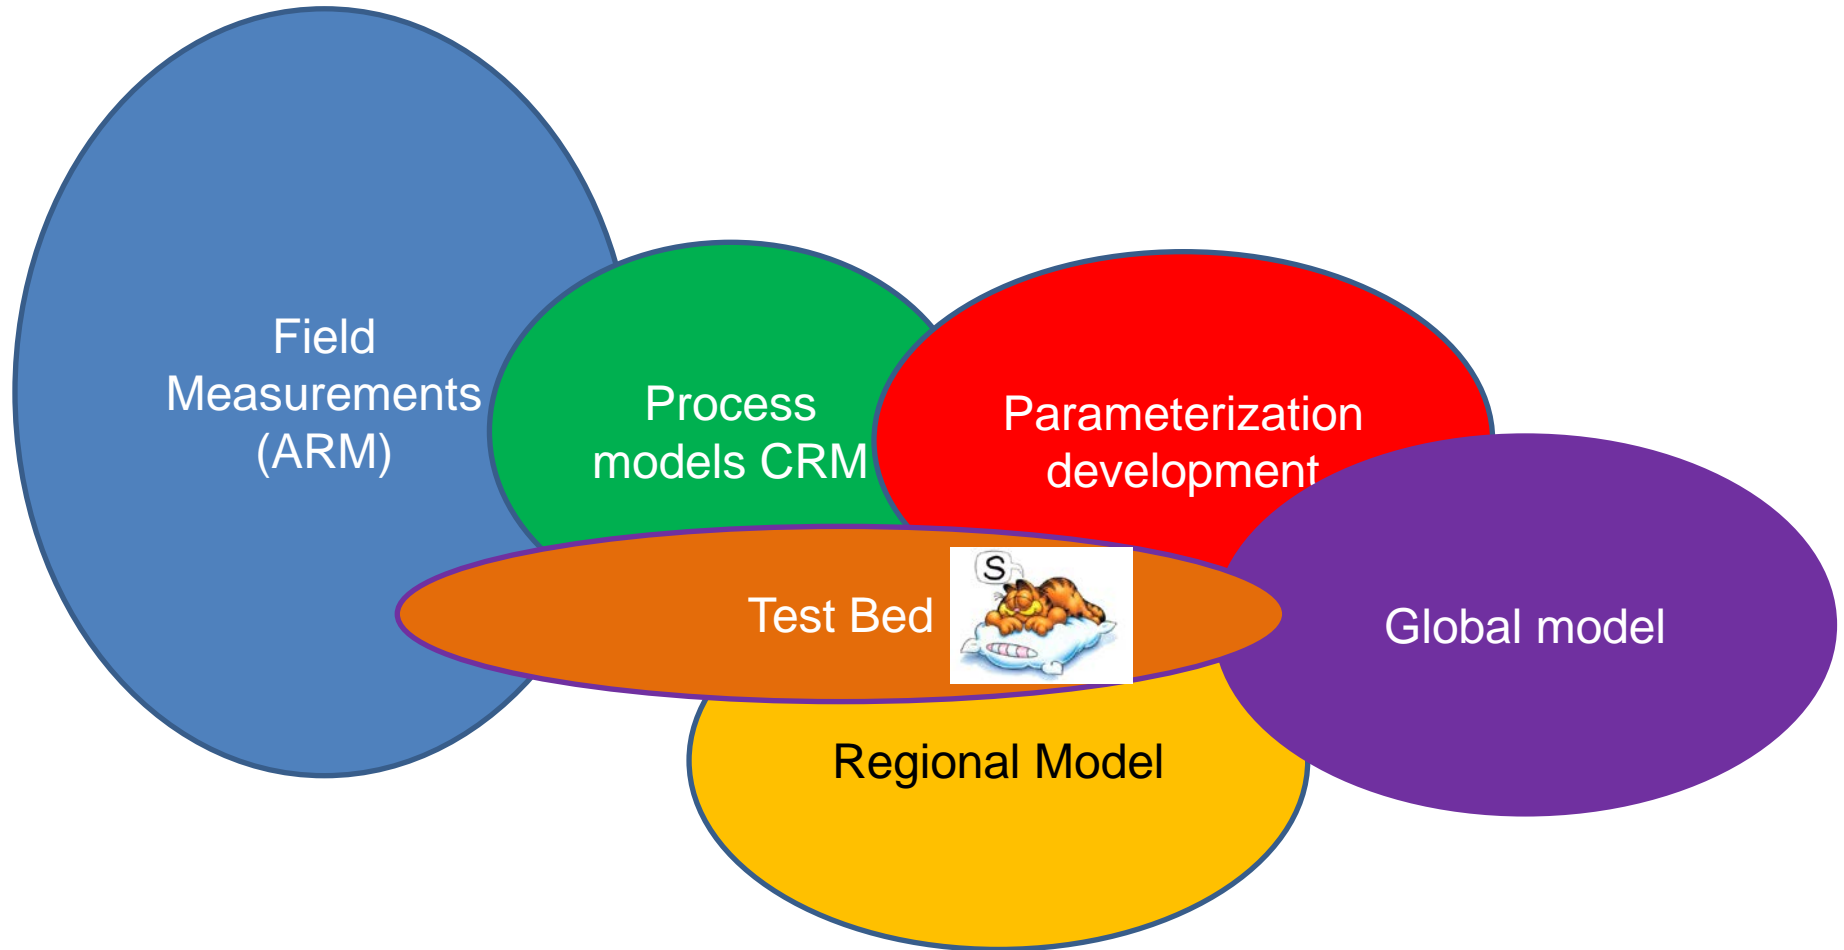 Field
Measurements
(ARM)
Process
models CRM
Parameterization
development
S
Test Bed
Global model
Regional Model